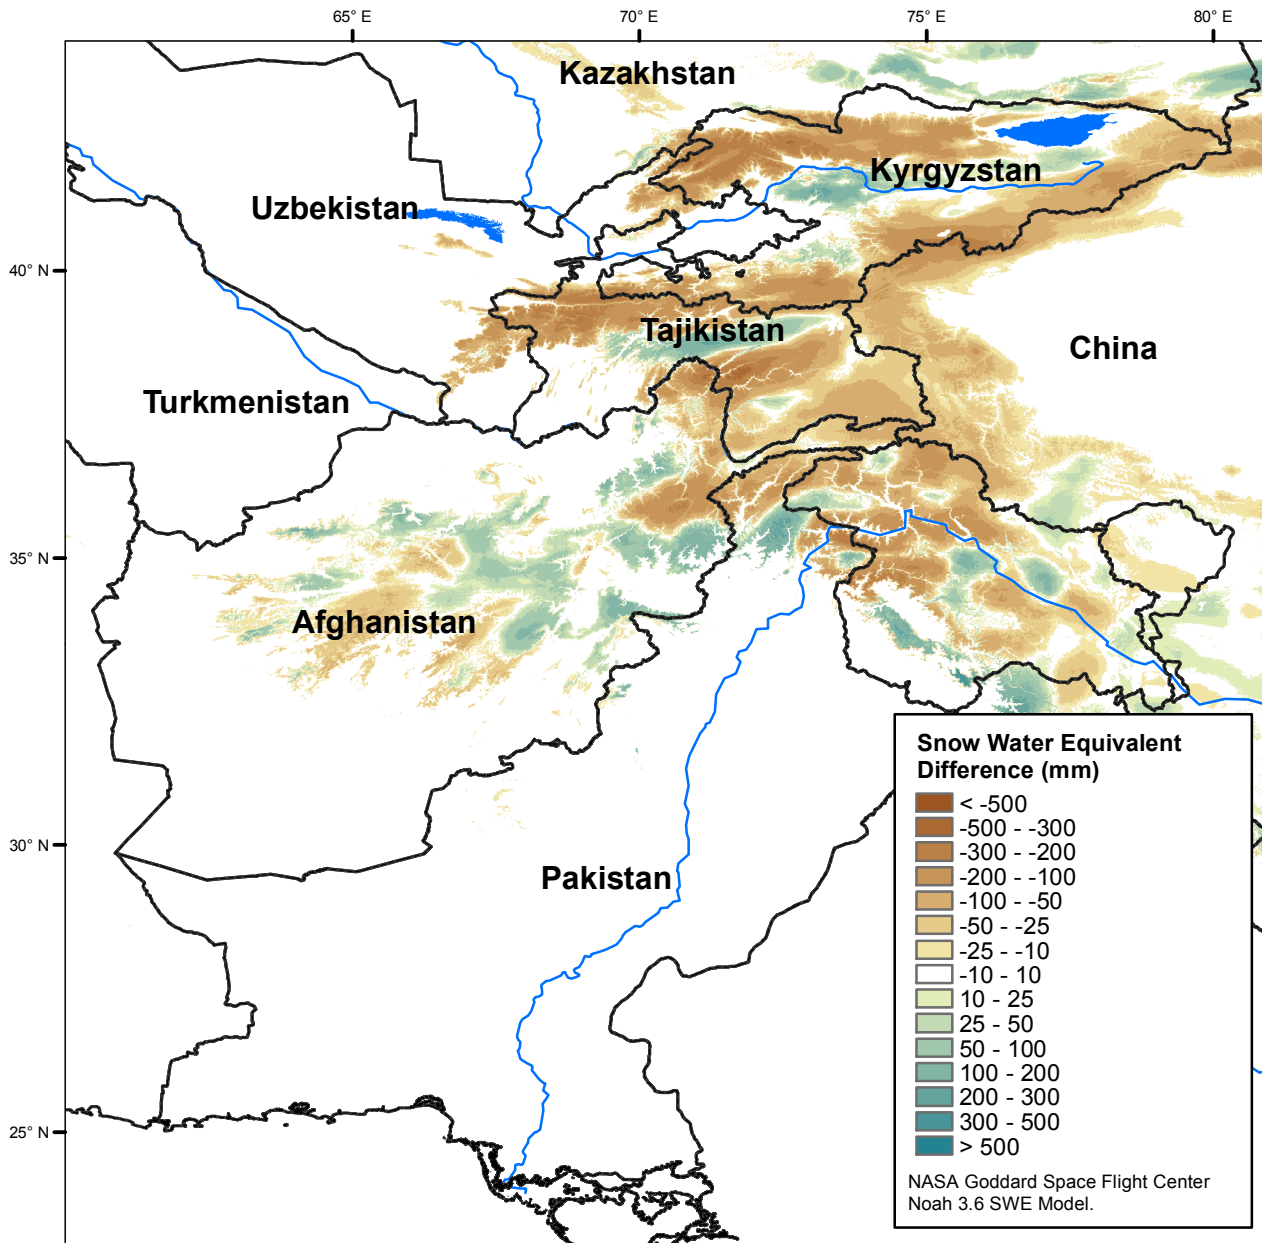 65° E
70° E
75° E
80° E
Kazakhstan
Kyrgyzstan
Uzbekistan
40° N
Tajikistan
China
Turkmenistan
35° N
Afghanistan
30° N
Pakistan
25° N
Snow Water Equivalent
Difference (mm)
< -500
-500 - -300
-300 - -200
-200 - -100
-100 - -50
-50 - -25
-25 - -10
-10 - 10
10 - 25
25 - 50
50 - 100
100 - 200
200 - 300
300 - 500
> 500
NASA Goddard Space Flight Center
Noah 3.6 SWE Model.